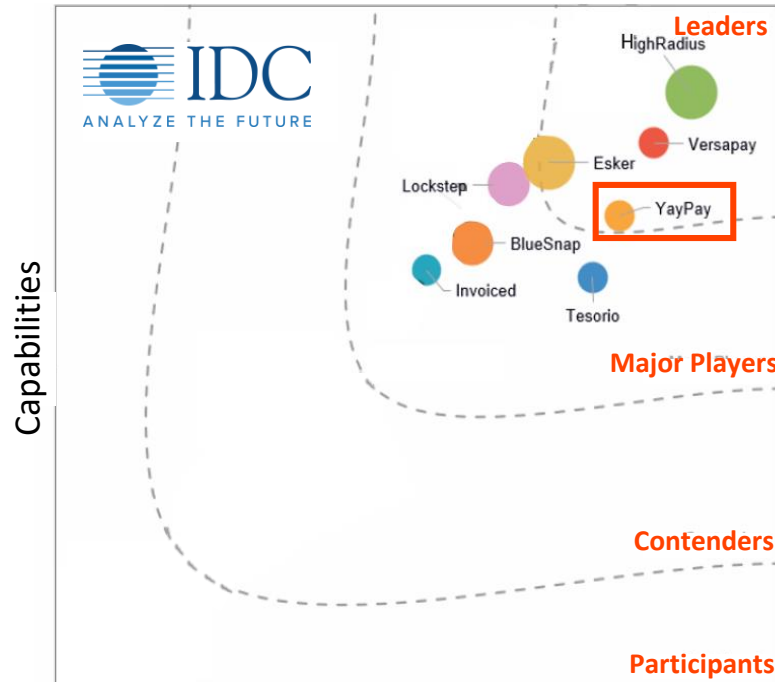 Leaders
IDC
ANALYZE THE FUTURE
HighRadius
Versapay
Esker
Lockstep
YayPay
BlueSnap
Invoiced
Tesorio
Capabilities
Major Players
Contenders
Participants